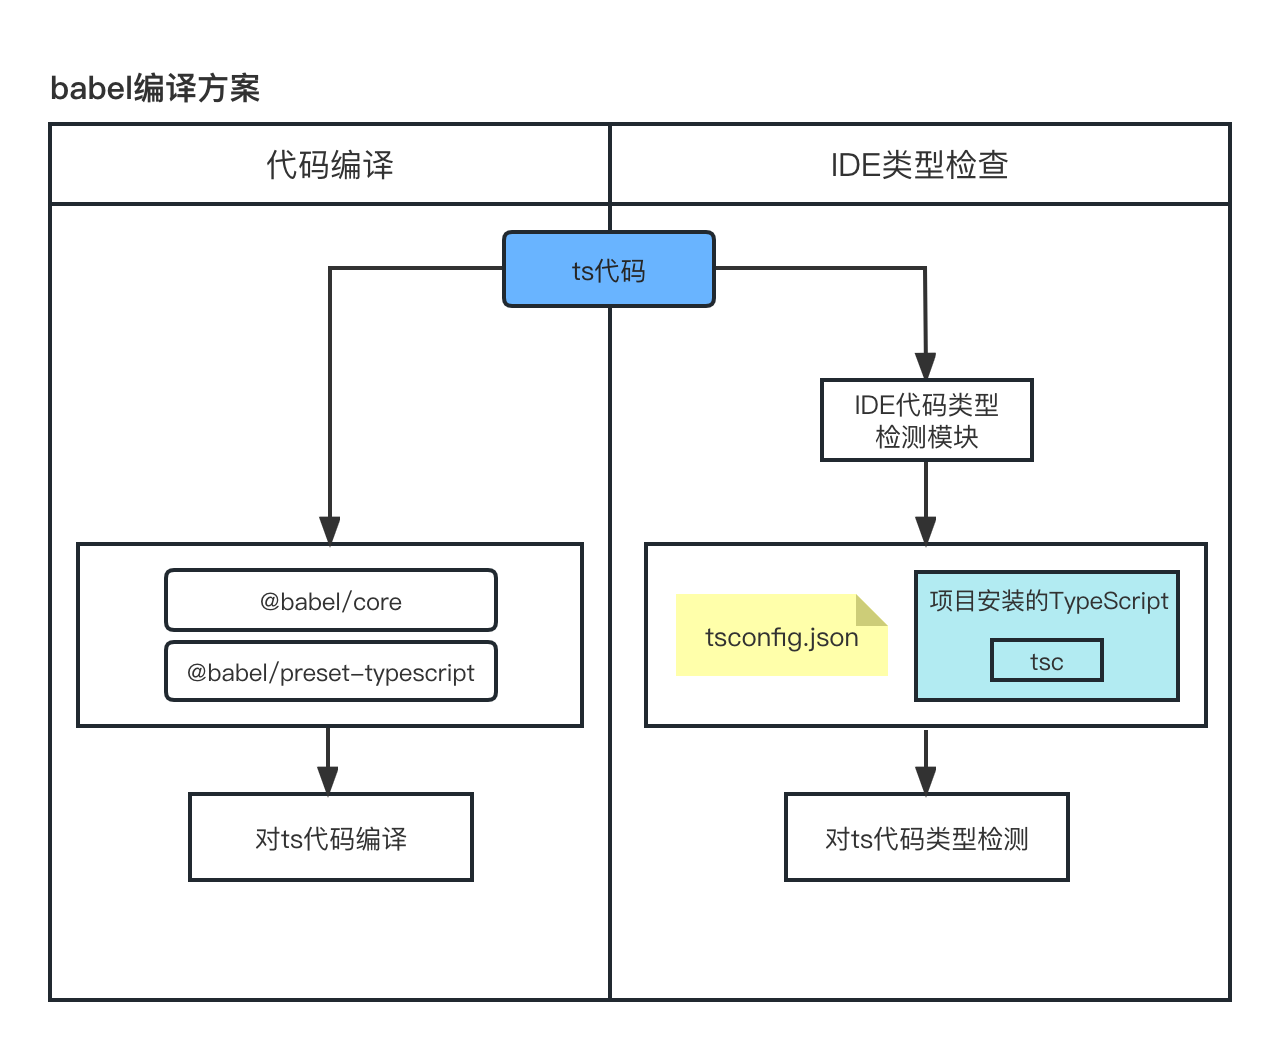 babel编译方案
代码编译
IDE类型检查
ts代码
IDE代码类型
检测模块
@babel/core
@babel/preset-typescript
tsconfig.json
项目安装的TypeScript
tsc
对ts代码编译
对ts代码类型检测